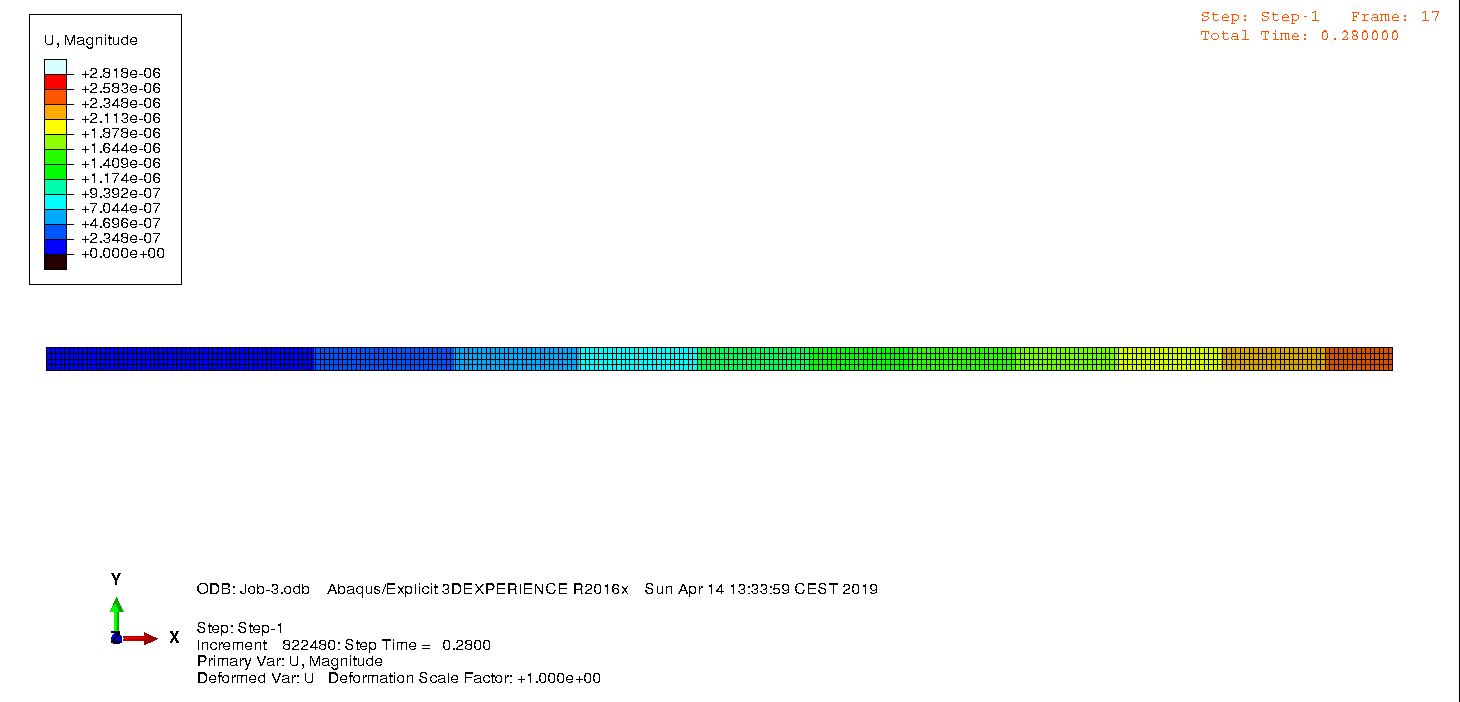 Step: Step-1 Frame: 17
Total Time: 0.280000
U, Magnitude
+2.818e-06
+2.583e-06
+2.348e-06
+2.113e-06
+1.878e-06
+1.644e-06
+1.409e-06
+1.174e-06
+9.392e-07
+7.044e-07
+4.696e-07
+2.348e-07
+0.000e+00
Y
X
ODB: Job-3.odb Abaqus/Explicit 3DEXPERIENCE R2016x Sun Apr 14 13:33:59 CEST 2019
Step: Step-1
Increment 822480: Step Time = 0.2800
Primary Var: U, Magnitude
Deformed Var: U Deformation Scale Factor: +1.000e+00